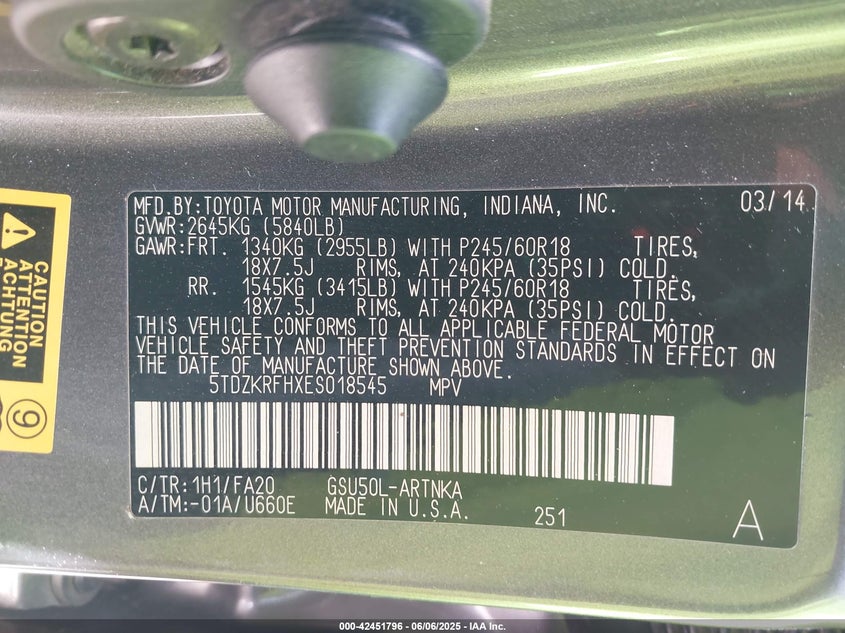 MFD.BY:TOYOTA MOTOR MANUFACTURING, INDIANA, INC. 03/14
GVWR:2645KG (5840LB)
GAWR:FRT. 1340KG (2955LB) WITH P245/60R18 TIRES,
18X7.5J RIMS, AT 240KPA (35PSI) COLD.
RR. 1545KG (3415LB) WITH P245/60R18 TIRES,
18X7.5J RIMS, AT 240KPA (35PSI) COLD.
THIS VEHICLE CONFORMS TO ALL APPLICABLE FEDERAL MOTOR
VEHICLE SAFETY AND THEFT PREVENTION STANDARDS IN EFFECT ON
THE DATE OF MANUFACTURE SHOWN ABOVE.
5TDZKRFHXES018545 MPV
C/TR:1H1/FA20 GSU50L-ARTNKA
A/TM:-01A/U660E MADE IN U.S.A. 251 A
CAUTION
ATTENTION
ACHTUNG
9
000-42451796 - 06/06/2025 - IAA Inc.